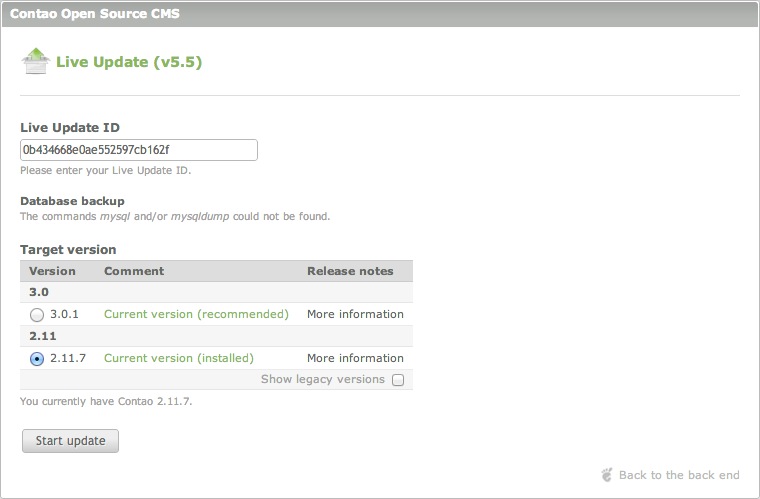 Contao Open Source CMS
Live Update (v5.5)
Live Update ID
0b434668e0ae552597cb162f
Please enter your Live Update ID.
Database backup
The commands mysql and/or mysqldump could not be found.
Target version
Version Comment Release notes
3.0
3.0.1 Current version (recommended) More information
2.11
2.11.7 Current version (installed) More information
Show legacy versions
You currently have Contao 2.11.7.
Start update
Back to the back end